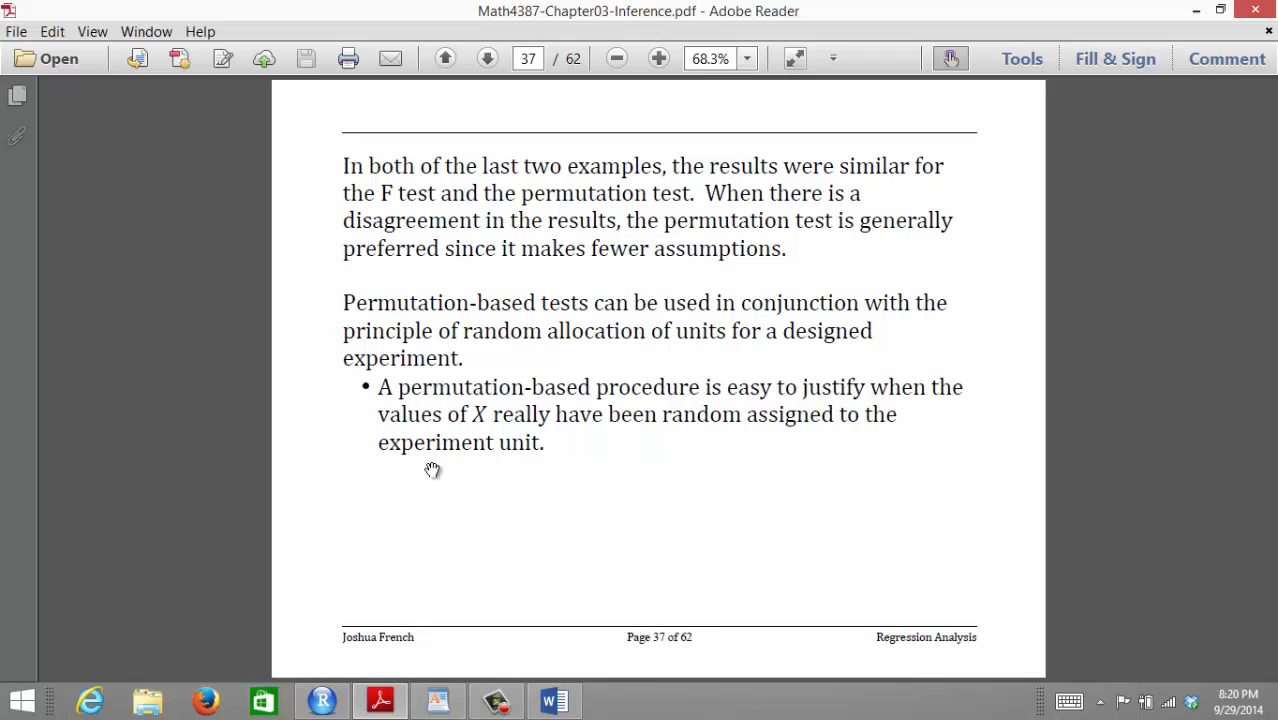 Math4387-Chapter03-Inference.pdf - Adobe Reader
File Edit View Window Help
Open 37 / 62 68.3% Tools Fill & Sign Comment
In both of the last two examples, the results were similar for
the F test and the permutation test. When there is a
disagreement in the results, the permutation test is generally
preferred since it makes fewer assumptions.
Permutation-based tests can be used in conjunction with the
principle of random allocation of units for a designed
experiment.
• A permutation-based procedure is easy to justify when the
values of X really have been random assigned to the
experiment unit.
Joshua French Page 37 of 62 Regression Analysis
8:20 PM
9/29/2014